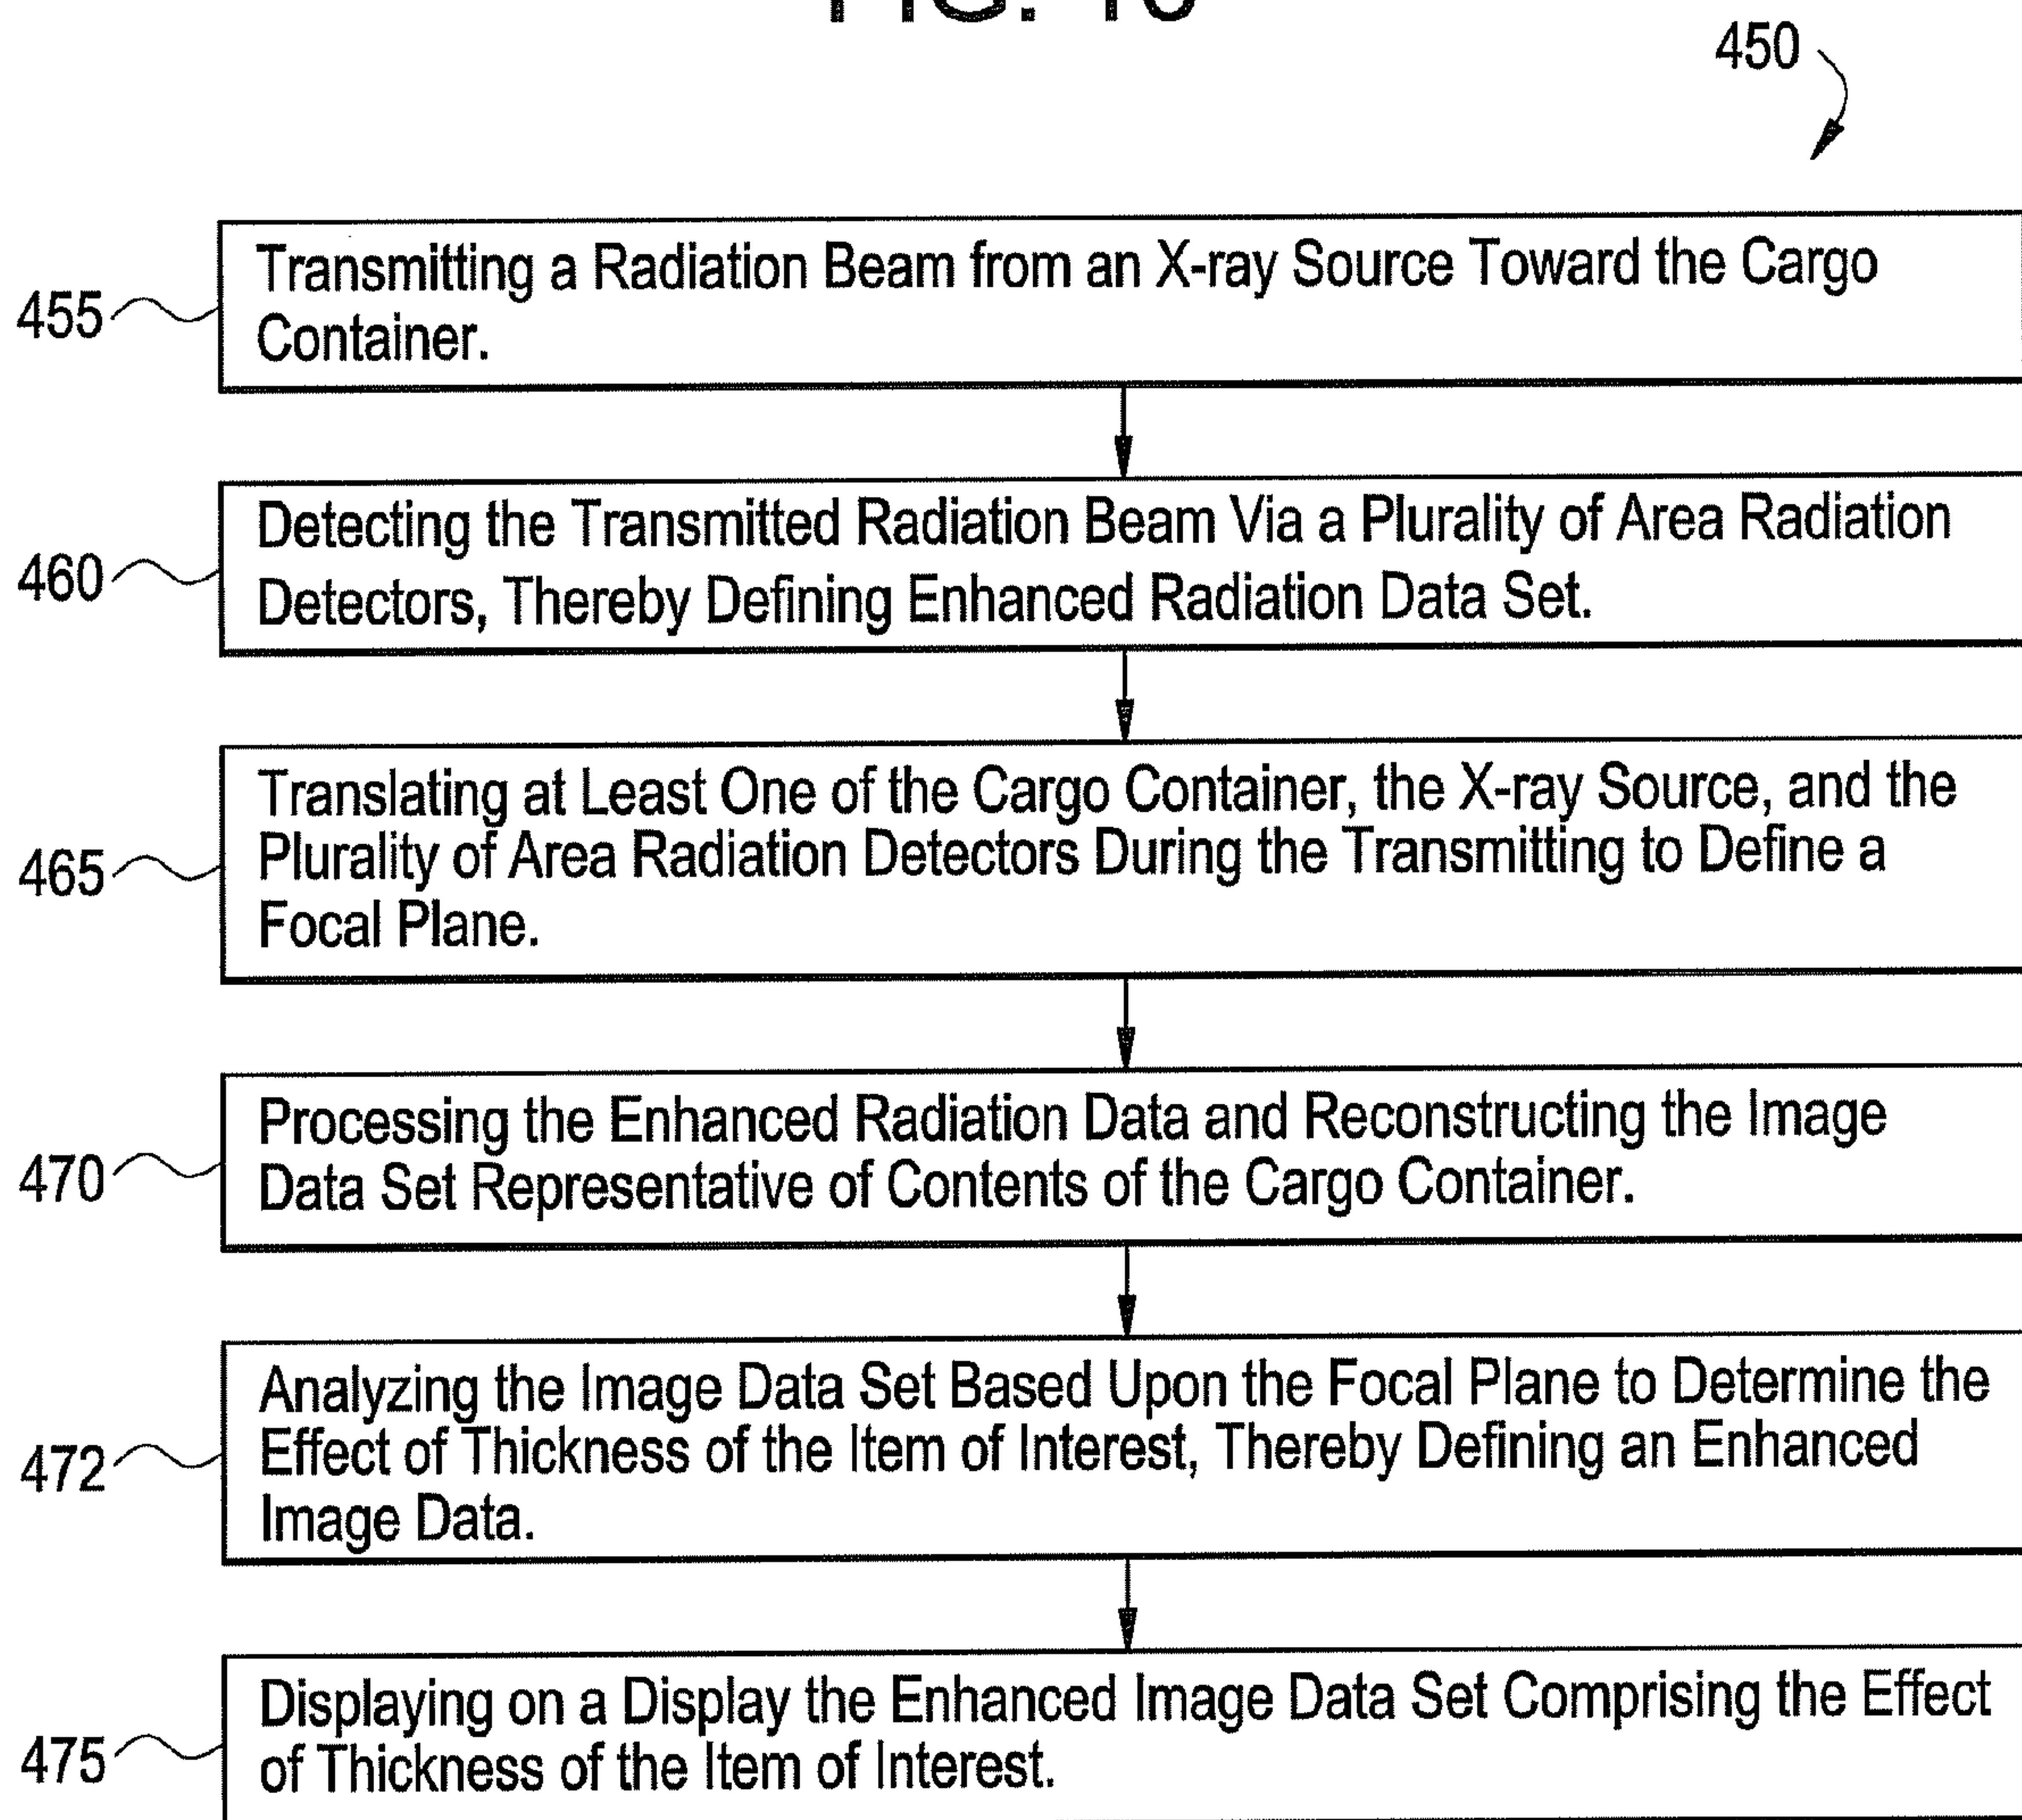 FIG. 10
450
455
Transmitting a Radiation Beam from an X-ray Source Toward the Cargo
Container.
460
Detecting the Transmitted Radiation Beam Via a Plurality of Area Radiation
Detectors, Thereby Defining Enhanced Radiation Data Set.
465
Translating at Least One of the Cargo Container, the X-ray Source, and the
Plurality of Area Radiation Detectors During the Transmitting to Define a
Focal Plane.
470
Processing the Enhanced Radiation Data and Reconstructing the Image
Data Set Representative of Contents of the Cargo Container.
472
Analyzing the Image Data Set Based Upon the Focal Plane to Determine the
Effect of Thickness of the Item of Interest, Thereby Defining an Enhanced
Image Data.
475
Displaying on a Display the Enhanced Image Data Set Comprising the Effect
of Thickness of the Item of Interest.